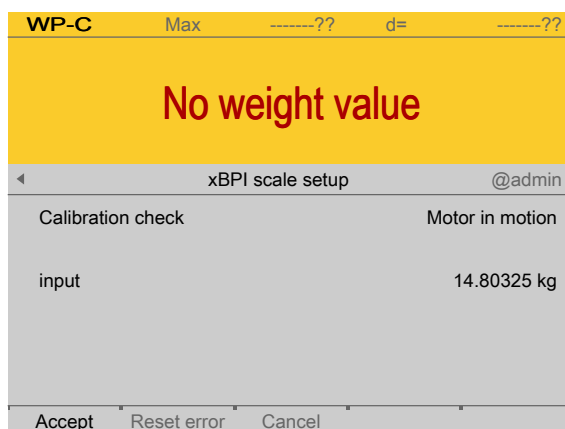 WP-C Max -------?? d= -------??
No weight value
xBPI scale setup @admin
Calibration check Motor in motion
input 14.80325 kg
Accept Reset error Cancel